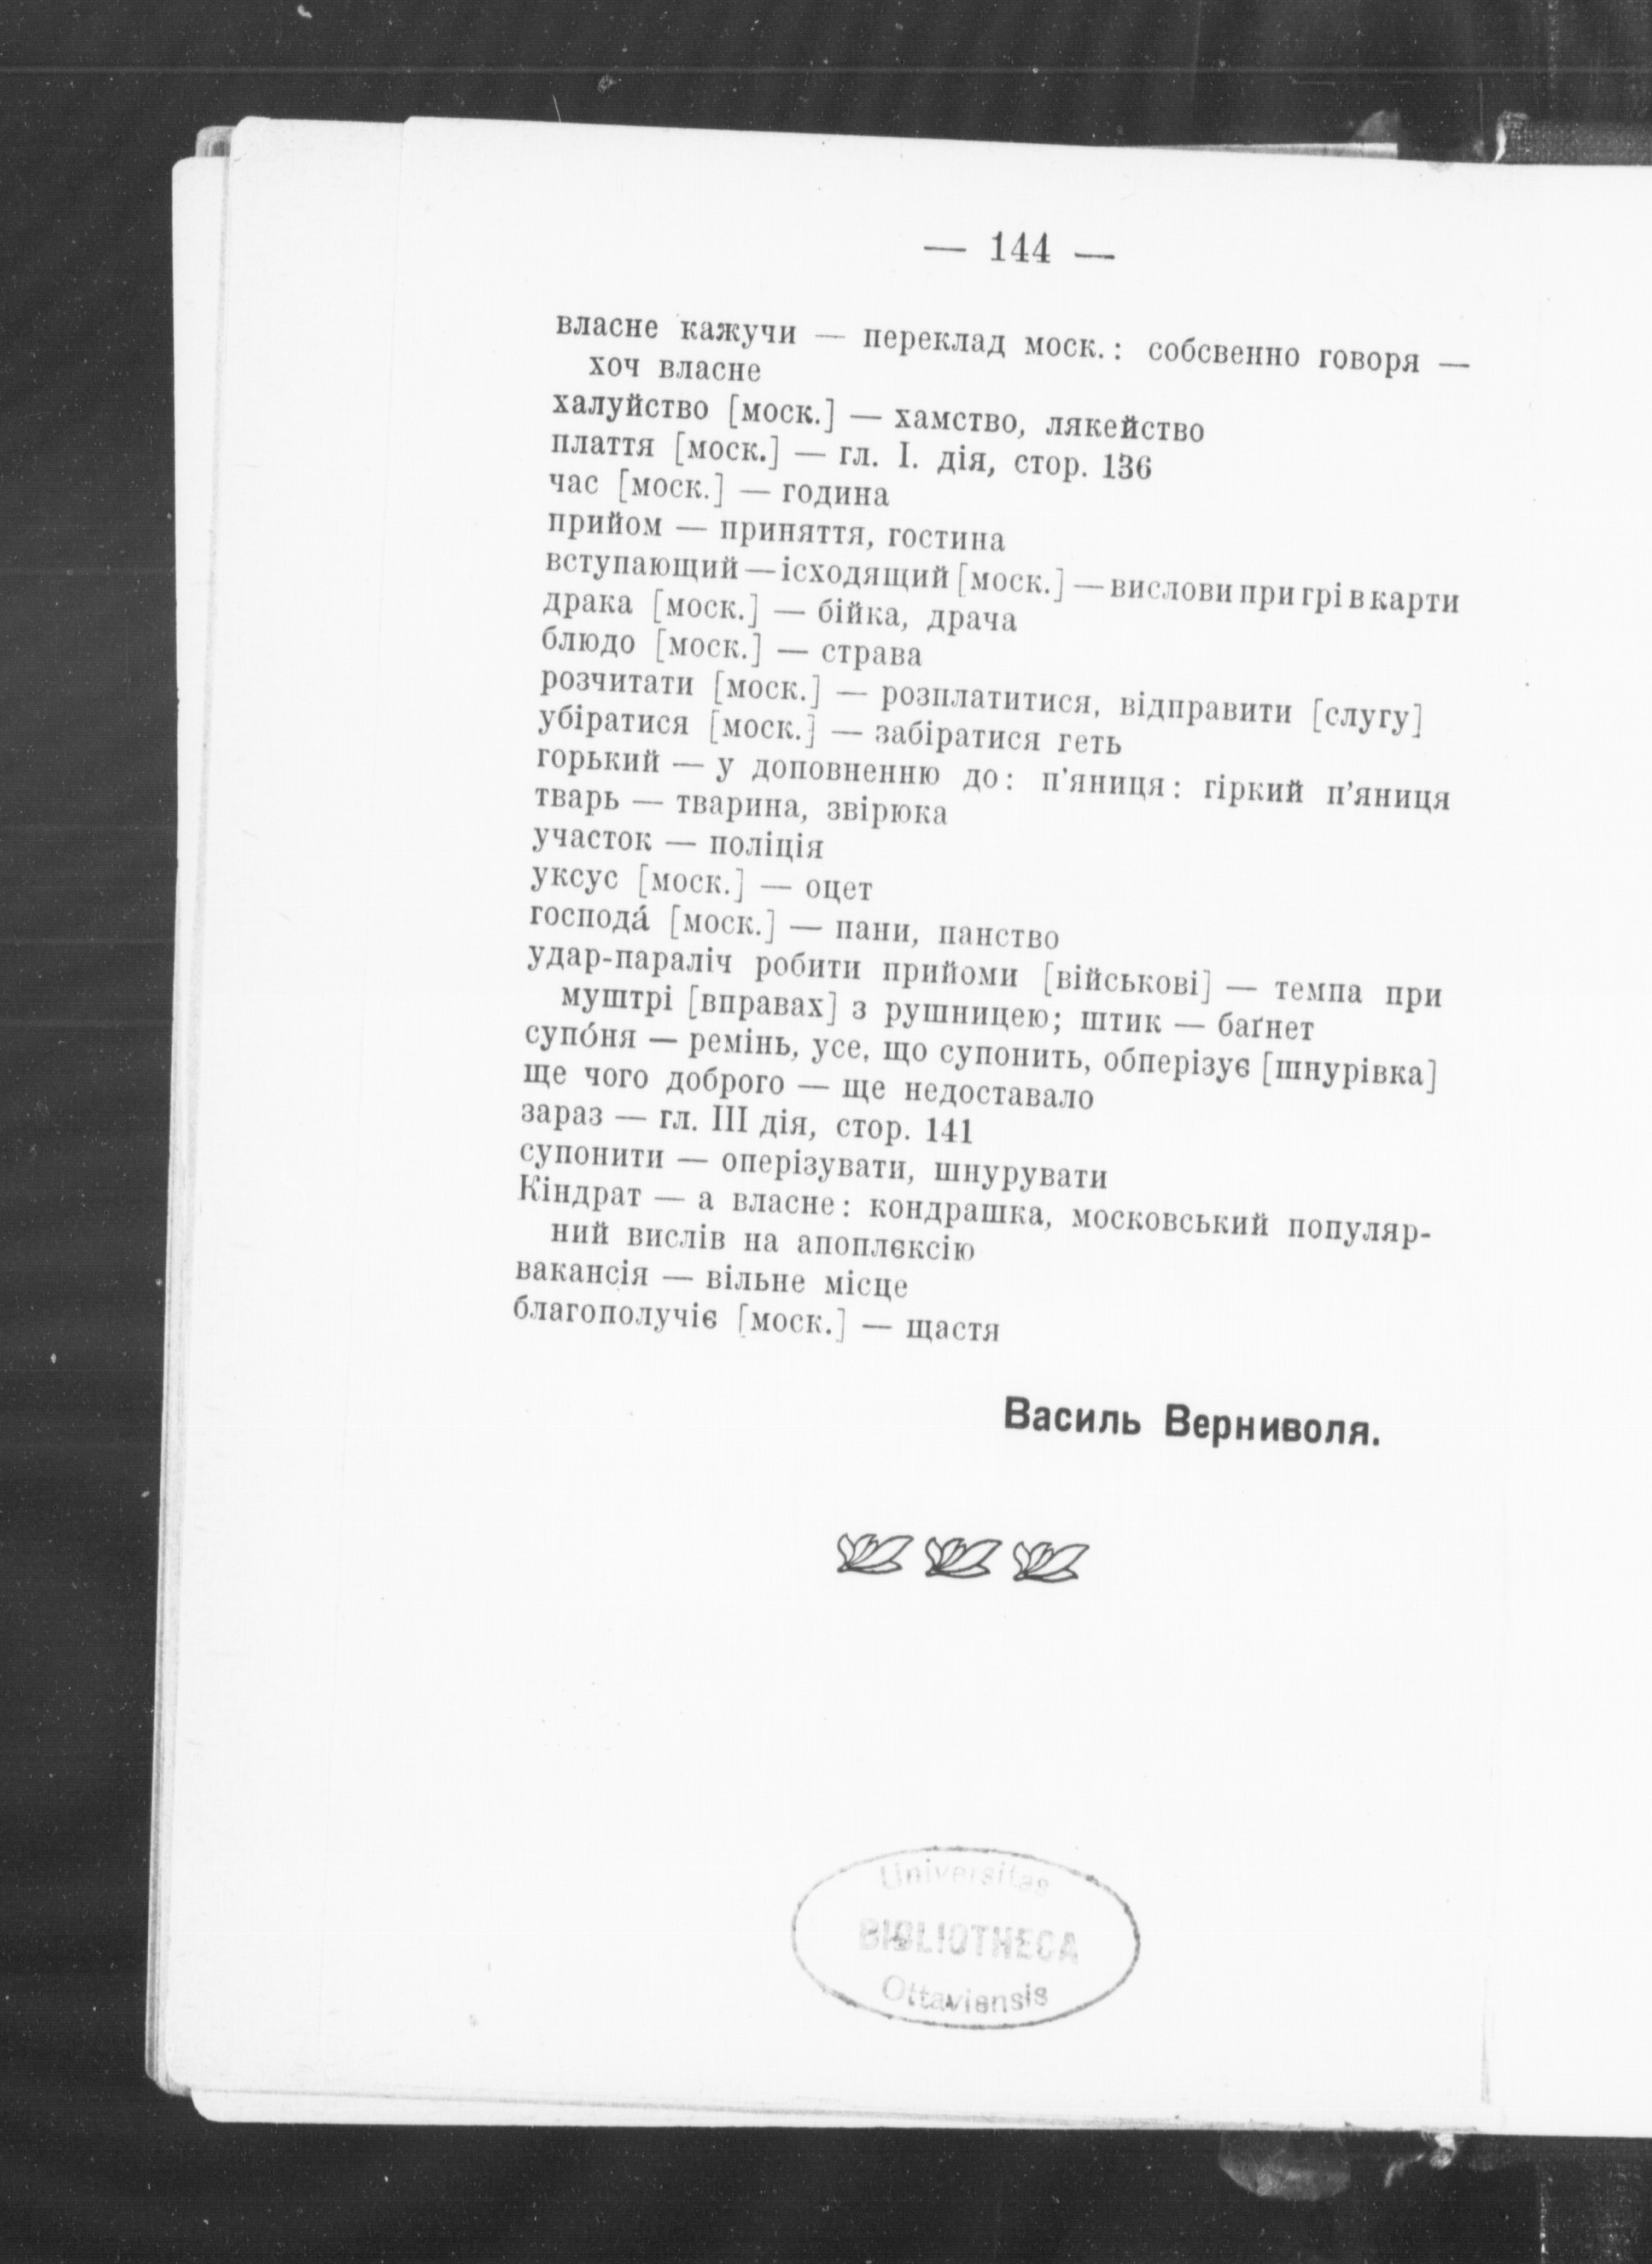 — 144 —
власне кажучи — переклад моск.: собсвенно говоря —
хоч власне
халуйство [моск.] — хамство, лякейство
плаття [моск.] — гл. I. дія, стор. 136
час [моск.] — година
прийом — приняття, гостина
вступающий — ісходящий [моск.] — вислови при грі в карти
драка [моск.] — бійка, драча
блюдо [моск.] — страва
розчитати [моск.] — розплатитися, відправити [слугу]
убіратися [моск.] — забіратися геть
горький — у доповненню до: п'яниця: гіркий п'яниця
тварь — тварина, звірюка
участок — поліція
уксус [моск.] — оцет
господа́ [моск.] — пани, панство
удар-параліч робити прийоми [військові] — темпа при
муштрі [вправах] з рушницею; штик — баґнет
супо́ня — ремінь, усе, що супонить, обперізує [шнурівка]
ще чого доброго — ще недоставало
зараз — гл. III дія, стор. 141
супонити — оперізувати, шнурувати
Кіндрат — а власне: кондрашка, московський популяр-
ний вислів на апоплєксію
вакансія — вільне місце
благополучіє [моск.] — щастя
Василь Верниволя.
Universitas
BIBLIOTHECA
Ottaviensis